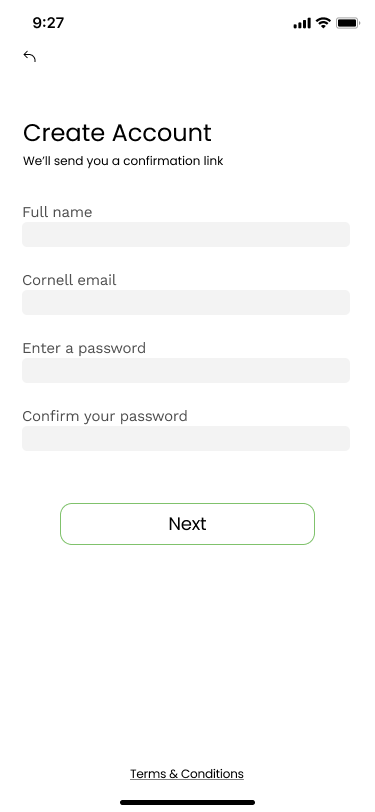 9:27
Create Account
We'll send you a confirmation link
Full name
Cornell email
Enter a password
Confirm your password
Next
Terms & Conditions